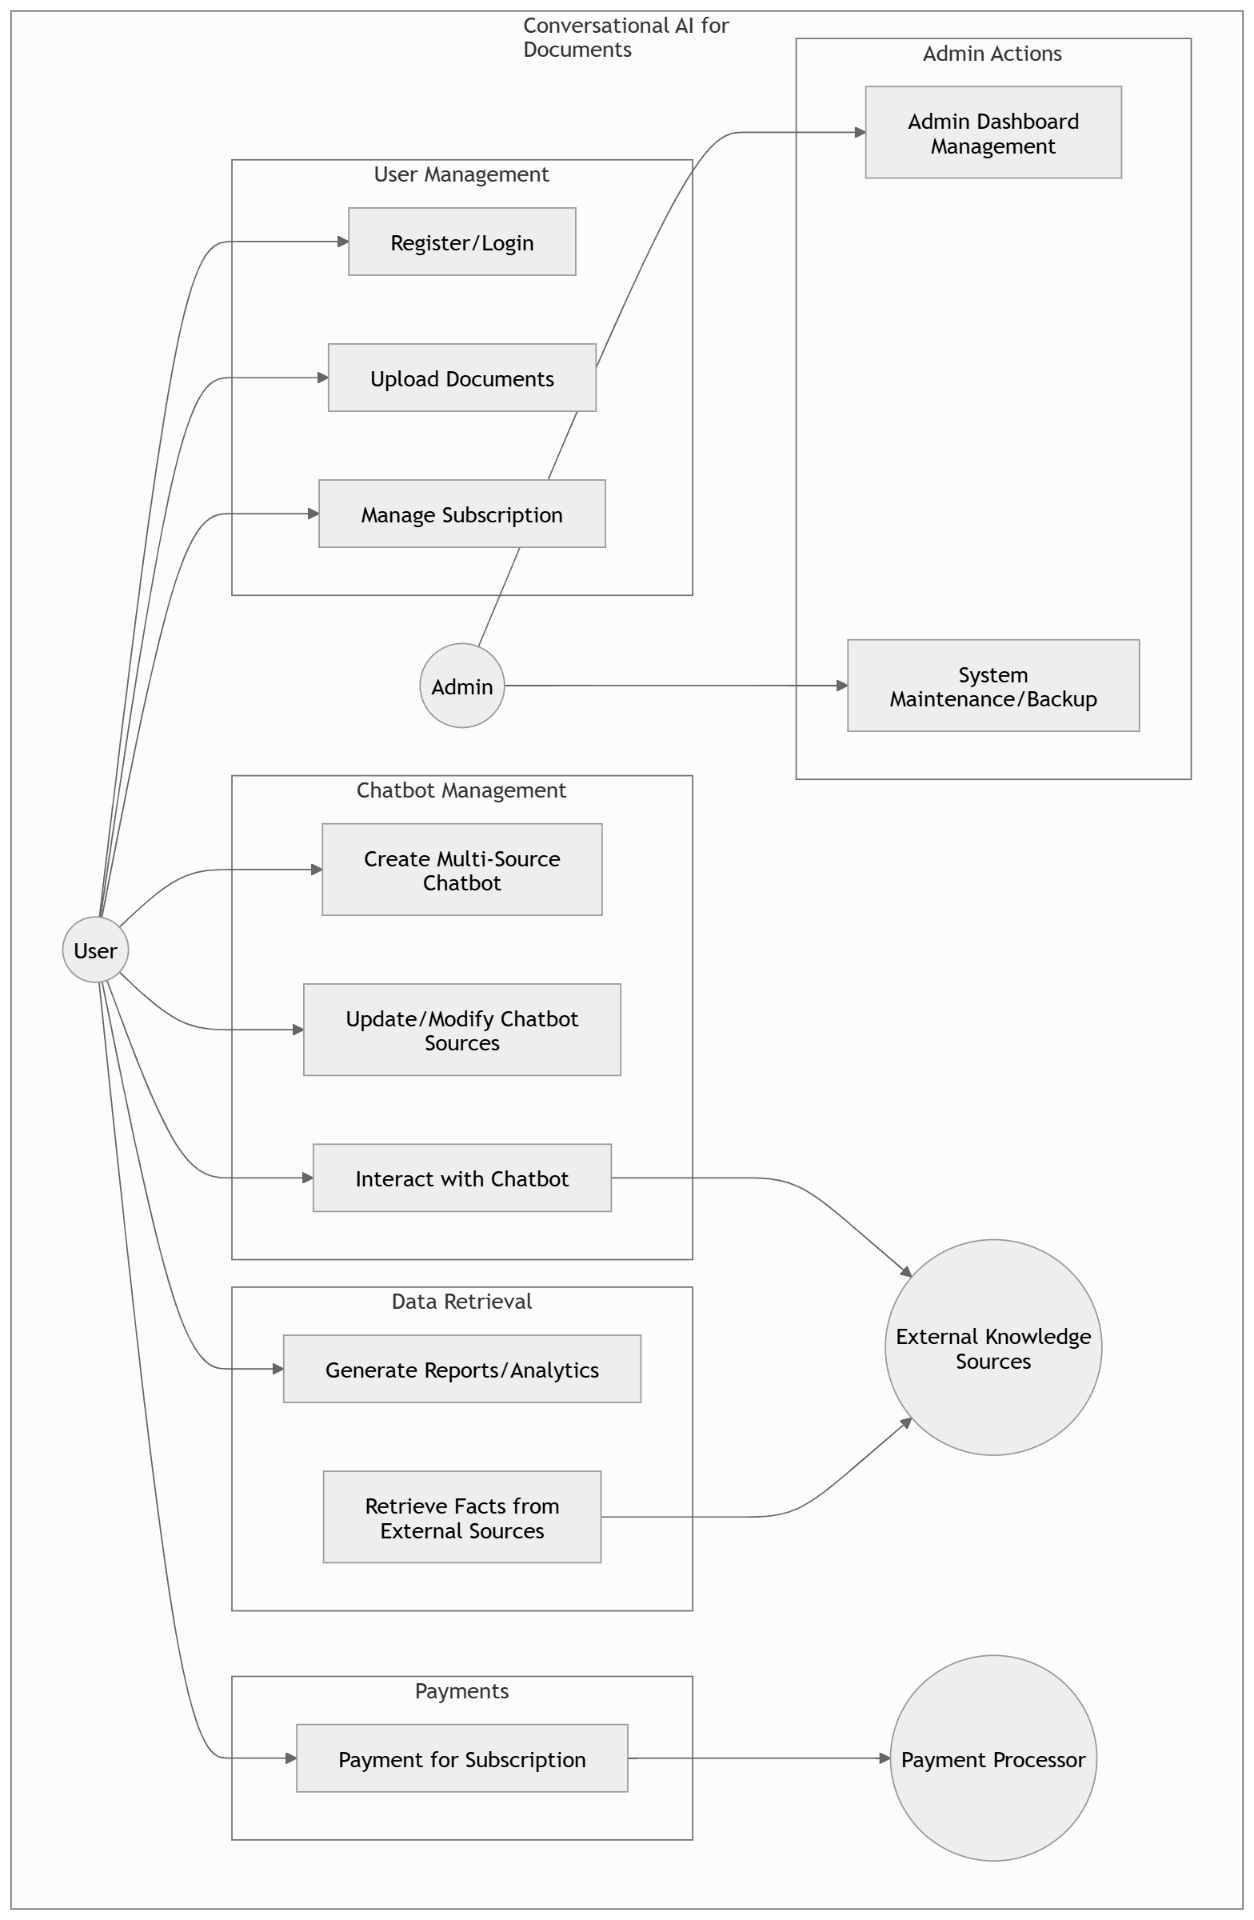 Conversational AI for
Documents
Admin Actions
Admin Dashboard
Management
User Management
Register/Login
Upload Documents
Manage Subscription
Admin
System
Maintenance/Backup
Chatbot Management
Create Multi-Source
Chatbot
User
Update/Modify Chatbot
Sources
Interact with Chatbot
Data Retrieval
Generate Reports/Analytics
External Knowledge
Sources
Retrieve Facts from
External Sources
Payments
Payment for Subscription
Payment Processor